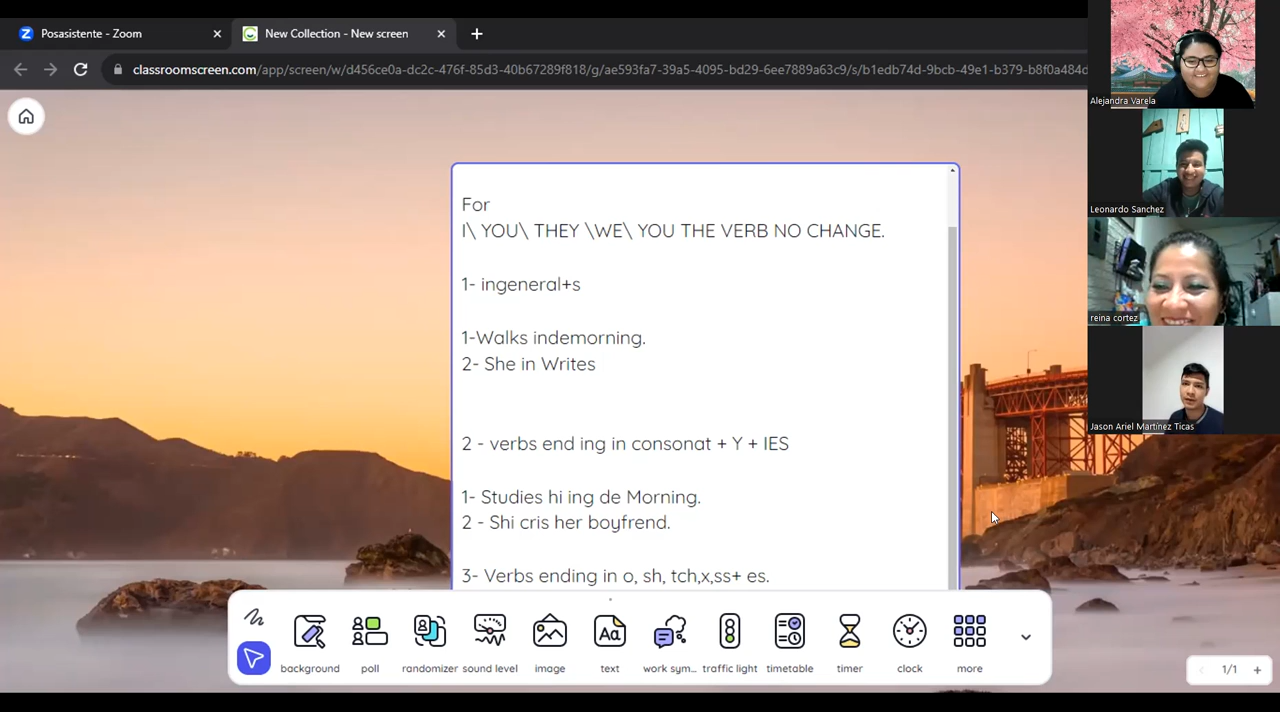 Posasistente - Zoom
New Collection - New screen
classroomscreen.com/app/screen/w/d456ce0a-dc2c-476f-85d3-40b67289f818/g/ae593fa7-39a5-4095-bd29-6ee7889a63c9/s/b1edb74d-9bcb-49e1-b379-b8f0a484d
Alejandra Varela
Leonardo Sanchez
reina cortez
Jason Ariel Martínez Ticas
For
I\ YOU\ THEY \WE\ YOU THE VERB NO CHANGE.
1- ingeneral+s
1-Walks indemorning.
2- She in Writes
2 - verbs end ing in consonat + Y + IES
1- Studies hi ing de Morning.
2 - Shi cris her boyfrend.
3- Verbs ending in o, sh, tch,x,ss+ es.
background
poll
randomizer
sound level
image
Aa
text
work sym...
traffic light
timetable
timer
clock
more
1/1